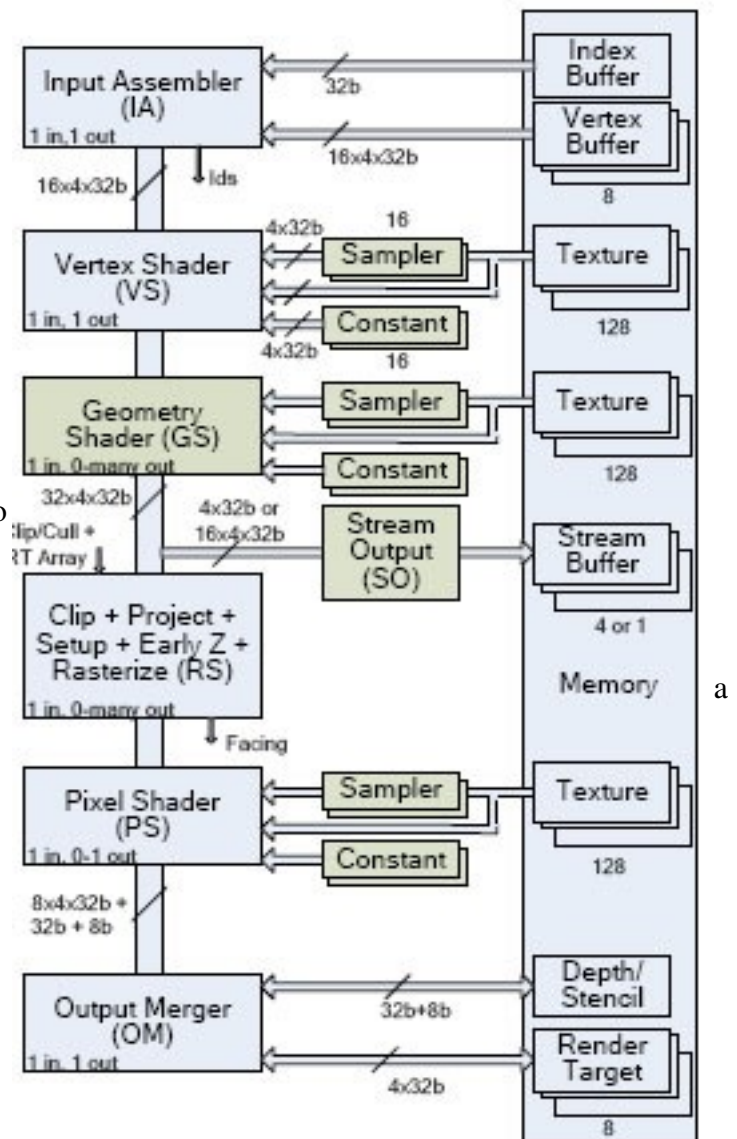 Input Assembler
(IA)
1 in,1 out
32b
Index
Buffer
16x4x32b
Vertex
Buffer
8
16x4x32b
Ids
Vertex Shader
(VS)
1 in, 1 out
4x32b
16
Sampler
Constant
4x32b
16
Texture
128
Geometry
Shader (GS)
1 in, 0-many out
Sampler
Constant
Texture
128
32x4x32b
4x32b or
16x4x32b
Stream
Output
(SO)
Stream
Buffer
4 or 1
Clip/Cull +
RT Array
Clip + Project +
Setup + Early Z +
Rasterize (RS)
1 in, 0-many out
Memory
a
Facing
Pixel Shader
(PS)
1 in, 0-1 out
Sampler
Constant
Texture
128
8x4x32b +
32b + 8b
Output Merger
(OM)
1 in, 1 out
32b+8b
Depth/
Stencil
4x32b
Render
Target
8